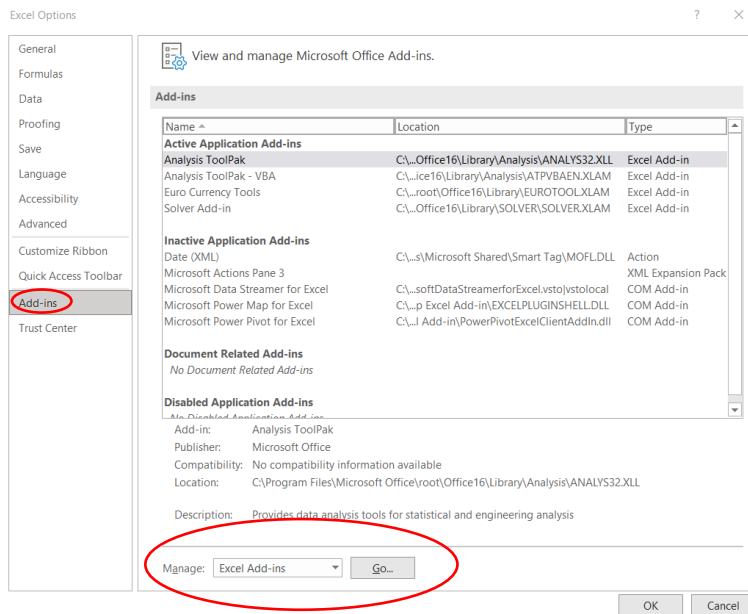 Excel Options ? ×
General
Formulas
Data
Proofing
Save
Language
Accessibility
Advanced
Customize Ribbon
Quick Access Toolbar
Add-ins
Trust Center
View and manage Microsoft Office Add-ins.
Add-ins
Name Location Type
Active Application Add-ins
Analysis ToolPak C:\...Office16\Library\Analysis\ANALYS32.XLL Excel Add-in
Analysis ToolPak - VBA C:\...ice16\Library\Analysis\ATPVBAEN.XLAM Excel Add-in
Euro Currency Tools C:\...root\Office16\Library\EUROTOOL.XLAM Excel Add-in
Solver Add-in C:\...Office16\Library\SOLVER\SOLVER.XLAM Excel Add-in
Inactive Application Add-ins
Date (XML) C:\...s\Microsoft Shared\Smart Tag\MOFL.DLL Action
Microsoft Actions Pane 3 XML Expansion Pack
Microsoft Data Streamer for Excel C:\...softDataStreamerforExcel.vsto|vstolocal COM Add-in
Microsoft Power Map for Excel C:\...p Excel Add-in\EXCELPLUGINSHELL.DLL COM Add-in
Microsoft Power Pivot for Excel C:\...l Add-in\PowerPivotExcelClientAddIn.dll COM Add-in
Document Related Add-ins
No Document Related Add-ins
Disabled Application Add-ins
No Disabled Application Add-ins
Add-in: Analysis ToolPak
Publisher: Microsoft Office
Compatibility: No compatibility information available
Location: C:\Program Files\Microsoft Office\root\Office16\Library\Analysis\ANALYS32.XLL
Description: Provides data analysis tools for statistical and engineering analysis
Manage: Excel Add-ins Go...
OK Cancel